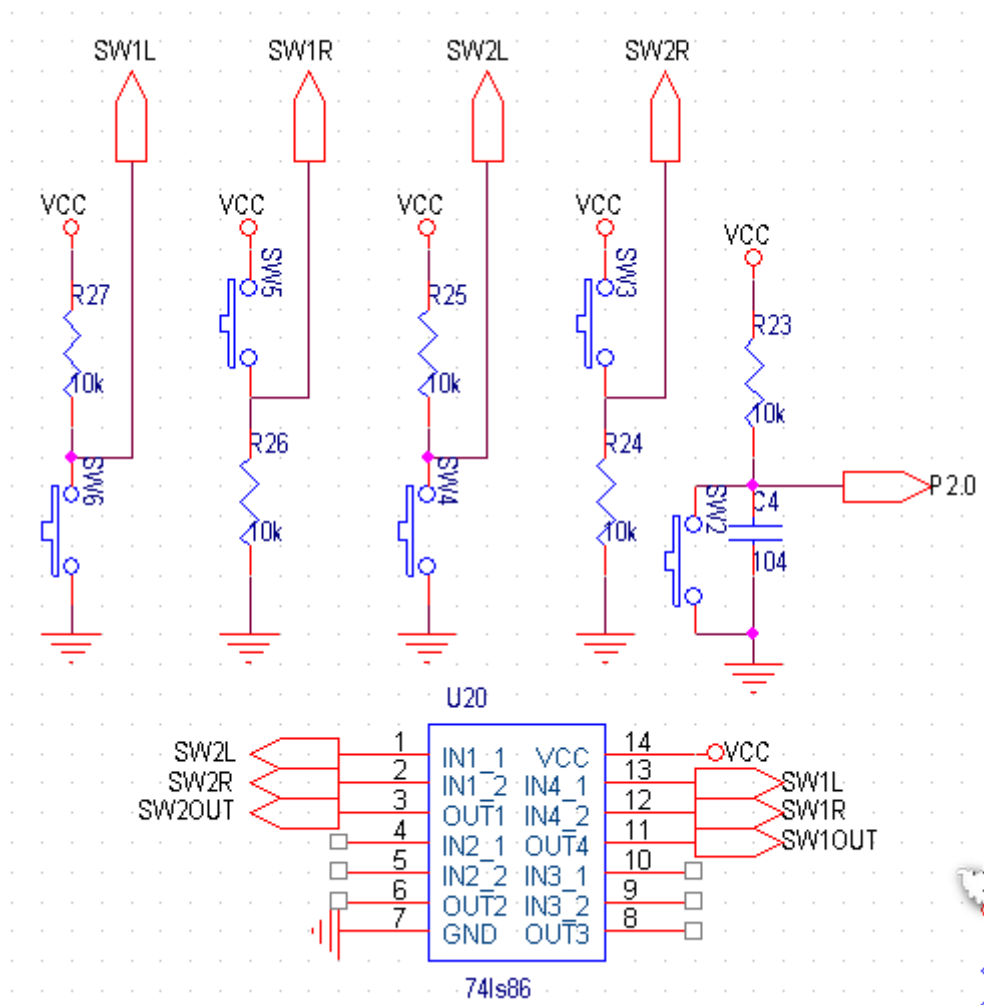 SW1L SW1R SW2L SW2R
VCC VCC VCC VCC
VCC
R27 SW5 R25 SW3
R23
10k 10k
10k
R26 R24
SW6 SW4
P2.0
SW2 C4
10k 10k
104
U20
SW2L 1 IN1_1 VCC 14 VCC
SW2R 2 IN1_2 IN4_1 13 SW1L
SW2OUT 3 OUT1 IN4_2 12 SW1R
4 IN2_1 OUT4 11 SW1OUT
5 IN2_2 IN3_1 10
6 OUT2 IN3_2 9
7 GND OUT3 8
74ls86